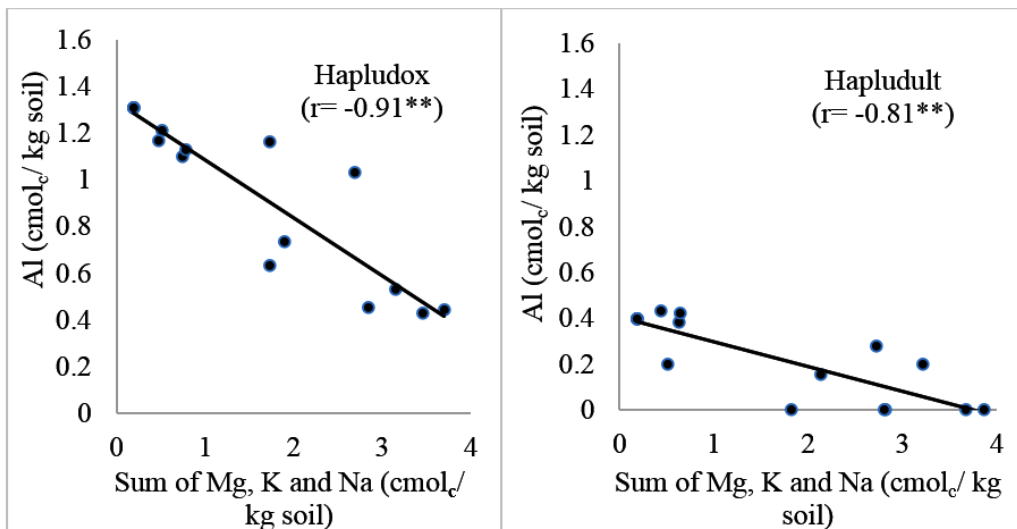 1.6
1.4
1.2
1
0.8
0.6
0.4
0.2
0
Al (cmolc/ kg soil)
Hapludox
(r= -0.91**)
0 1 2 3 4
Sum of Mg, K and Na (cmolc/
kg soil)
1.6
1.4
1.2
1
0.8
0.6
0.4
0.2
0
Al (cmolc/ kg soil)
Hapludult
(r= -0.81**)
0 1 2 3 4
Sum of Mg, K and Na (cmolc/ kg
soil)